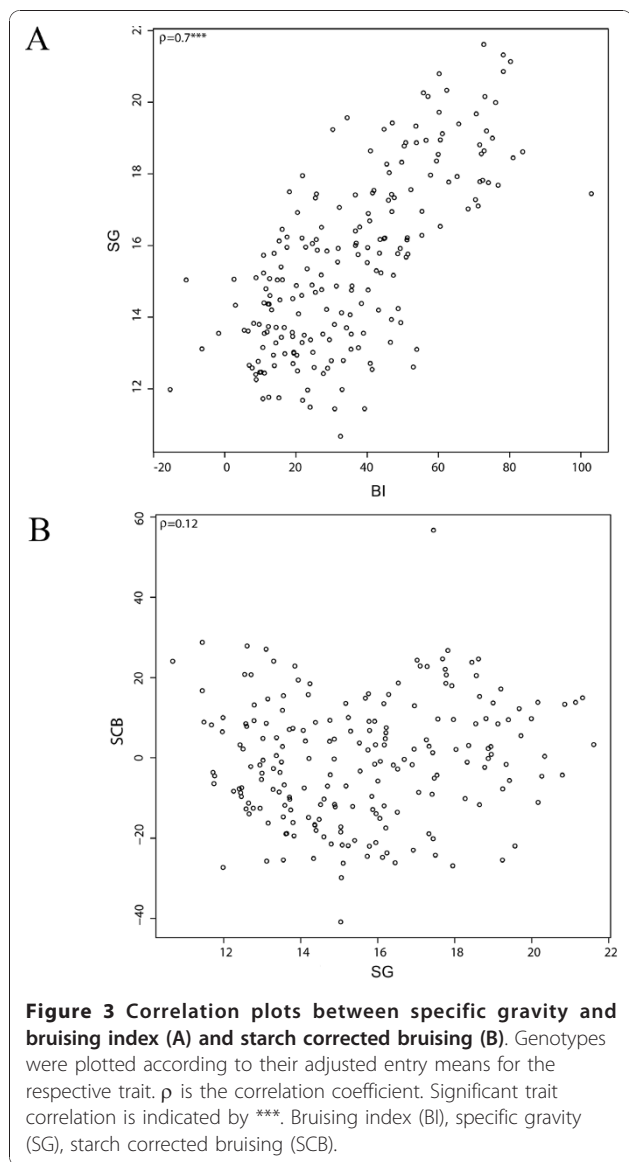 A
ρ=0.7***
SG
20
18
16
14
12
-20 0 20 40 60 80 100
BI
B
ρ=0.12
SCB
60
40
20
0
-20
-40
12 14 16 18 20 22
SG
Figure 3 Correlation plots between specific gravity and
bruising index (A) and starch corrected bruising (B). Genotypes
were plotted according to their adjusted entry means for the
respective trait. ρ is the correlation coefficient. Significant trait
correlation is indicated by ***. Bruising index (BI), specific gravity
(SG), starch corrected bruising (SCB).